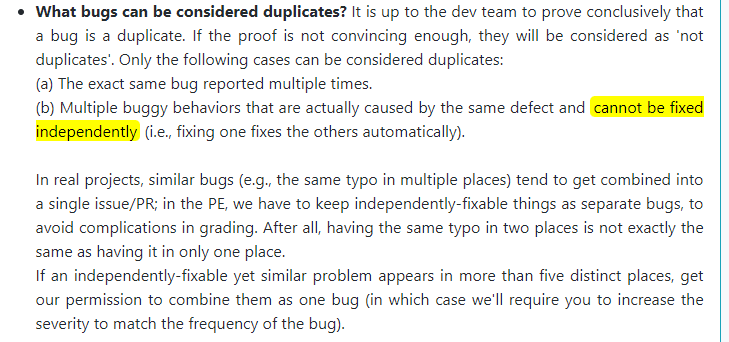 • What bugs can be considered duplicates? It is up to the dev team to prove conclusively that
a bug is a duplicate. If the proof is not convincing enough, they will be considered as 'not
duplicates'. Only the following cases can be considered duplicates:
(a) The exact same bug reported multiple times.
(b) Multiple buggy behaviors that are actually caused by the same defect and cannot be fixed
independently (i.e., fixing one fixes the others automatically).
In real projects, similar bugs (e.g., the same typo in multiple places) tend to get combined into
a single issue/PR; in the PE, we have to keep independently-fixable things as separate bugs, to
avoid complications in grading. After all, having the same typo in two places is not exactly the
same as having it in only one place.
If an independently-fixable yet similar problem appears in more than five distinct places, get
our permission to combine them as one bug (in which case we'll require you to increase the
severity to match the frequency of the bug).